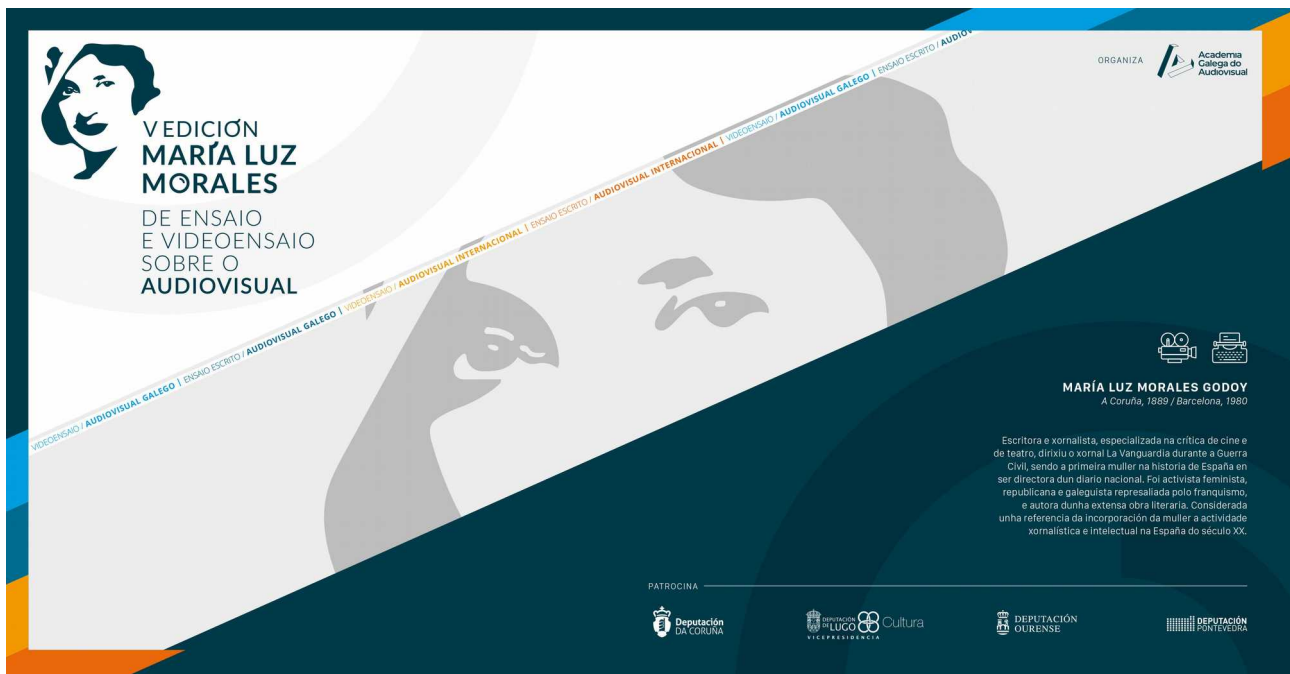 V EDICIÓN
MARÍA LUZ
MORALES
DE ENSAIO
E VIDEOENSAIO
SOBRE O
AUDIOVISUAL
VIDEOENSAIO / AUDIOVISUAL GALEGO | ENSAIO ESCRITO / AUDIOVISUAL GALEGO | VIDEOENSAIO / AUDIOVISUAL INTERNACIONAL | ENSAIO ESCRITO / AUDIOVISUAL INTERNACIONAL | VIDEOENSAIO / AUDIOVISUAL GALEGO | ENSAIO ESCRITO / AUDIOV
ORGANIZA
Academia
Galega do
Audiovisual
MARÍA LUZ MORALES GODOY
A Coruña, 1889 / Barcelona, 1980
Escritora e xornalista, especializada na crítica de cine e
de teatro, dirixiu o xornal La Vanguardia durante a Guerra
Civil, sendo a primeira muller na historia de España en
ser directora dun diario nacional. Foi activista feminista,
republicana e galeguista represaliada polo franquismo,
e autora dunha extensa obra literaria. Considerada
unha referencia da incorporación da muller a actividade
xornalística e intelectual na España do século XX.
PATROCINA
Deputación
DA CORUÑA
DEPUTACIÓN
DE LUGO
VICEPRESIDENCIA
Cultura
DEPUTACIÓN
OURENSE
DEPUTACIÓN
PONTEVEDRA